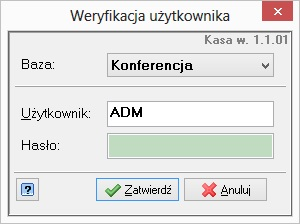 Weryfikacja użytkownika
Kasa w. 1.1.01
Baza: Konferencja
Użytkownik: ADM
Hasło:
? Zatwierdź Anuluj